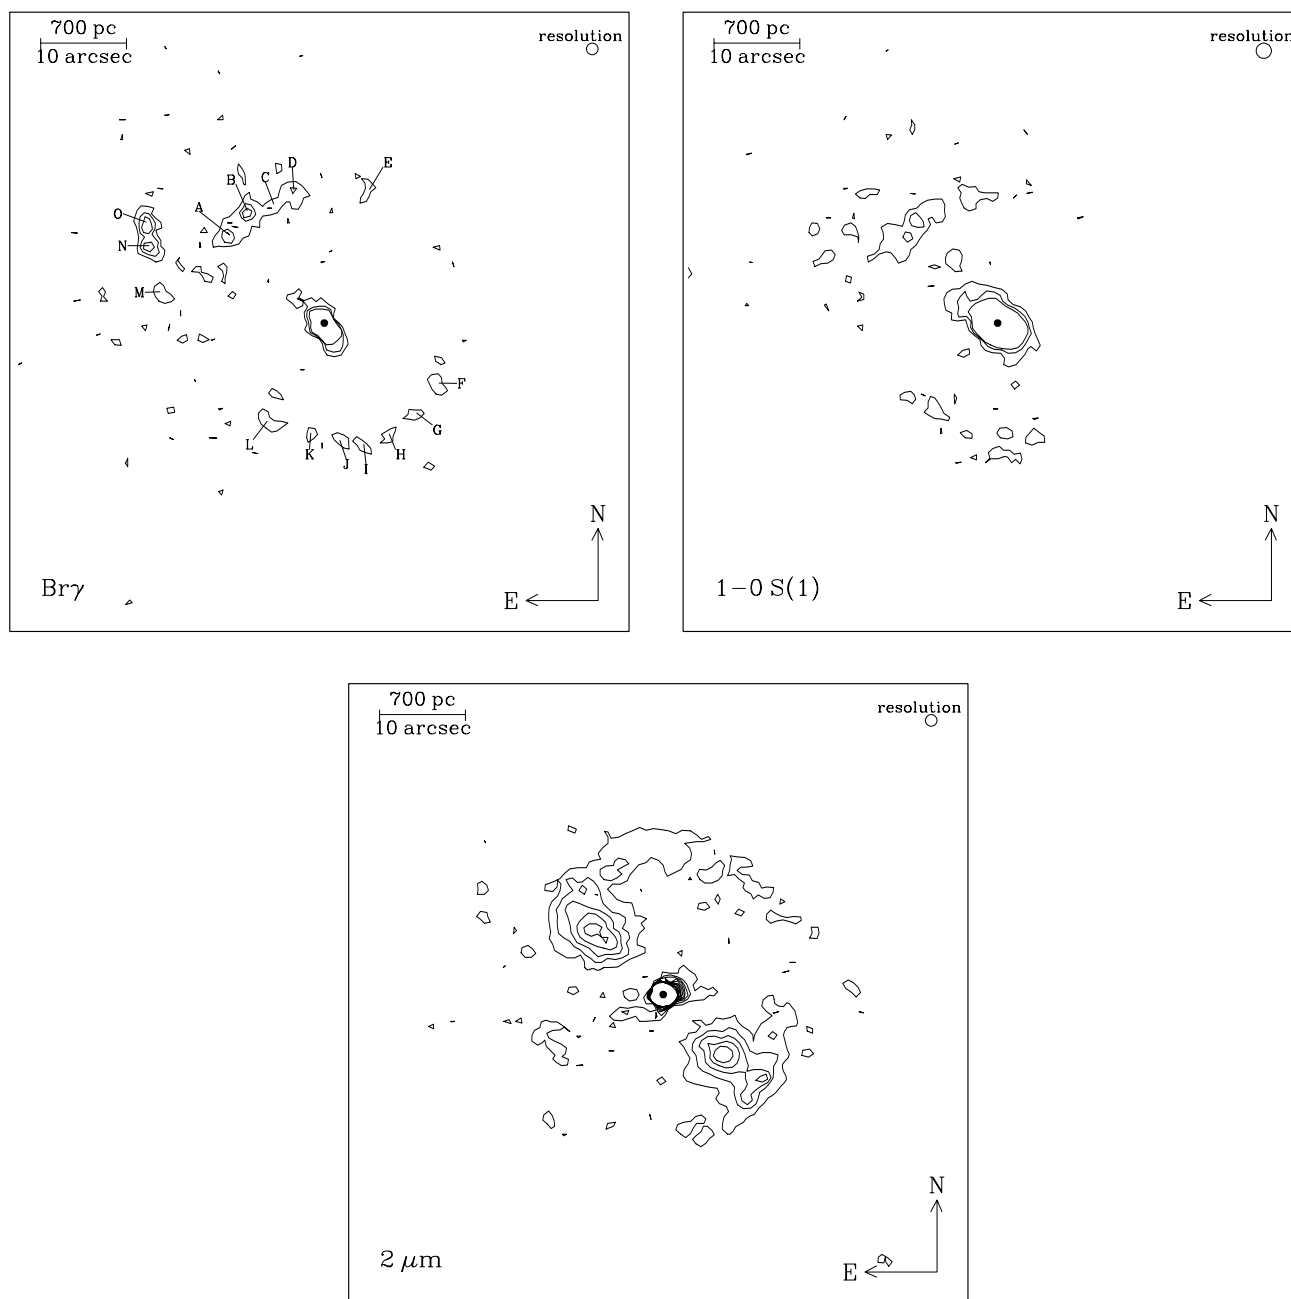 700 pc
10 arcsec
resolution
E
D
C
B
A
O
N
M
F
G
L
K
J
I
H
N
E
Brγ
700 pc
10 arcsec
resolution
N
E
1−0 S(1)
700 pc
10 arcsec
resolution
N
E
2 μm